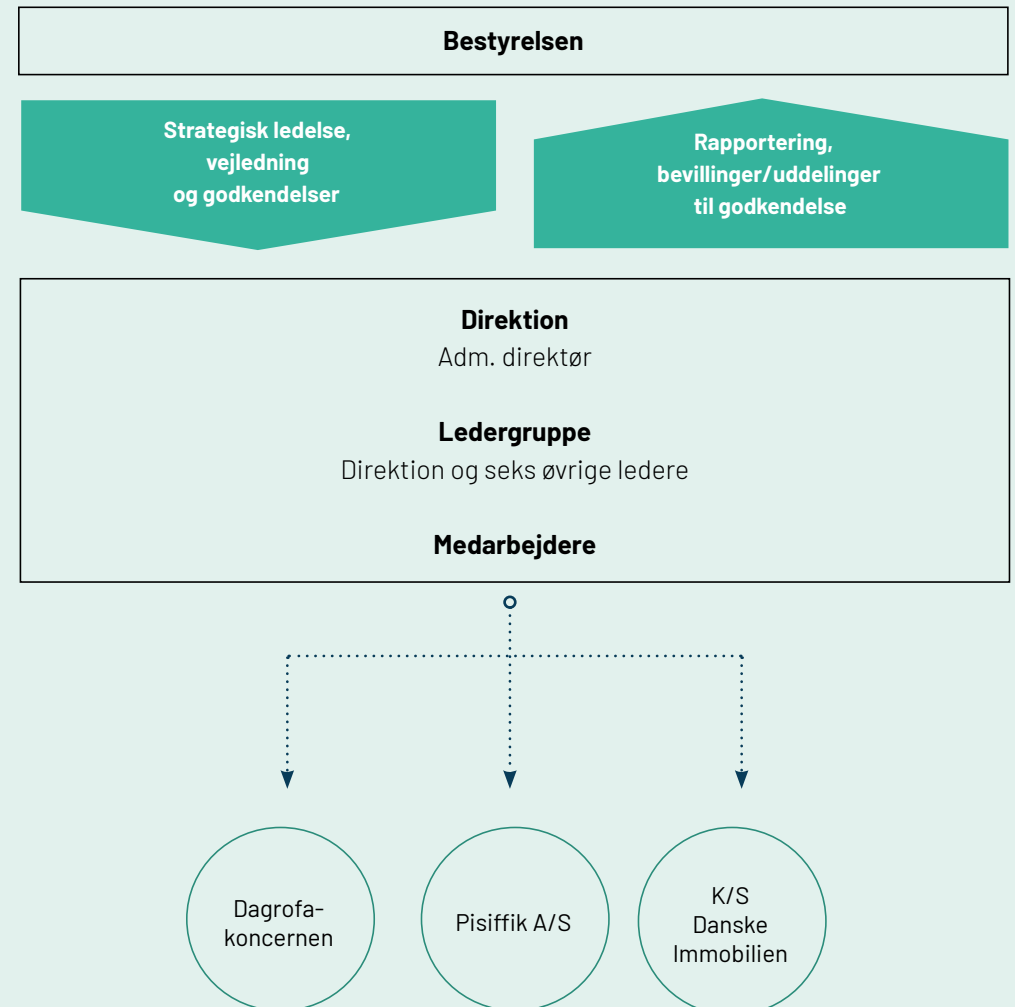 Bestyrelsen
Strategisk ledelse,
vejledning
og godkendelser
Rapportering,
bevillinger/uddelinger
til godkendelse
Direktion
Adm. direktør
Ledergruppe
Direktion og seks øvrige ledere
Medarbejdere
Dagrofa-
koncernen
Pisiffik A/S
K/S
Danske
Immobilien